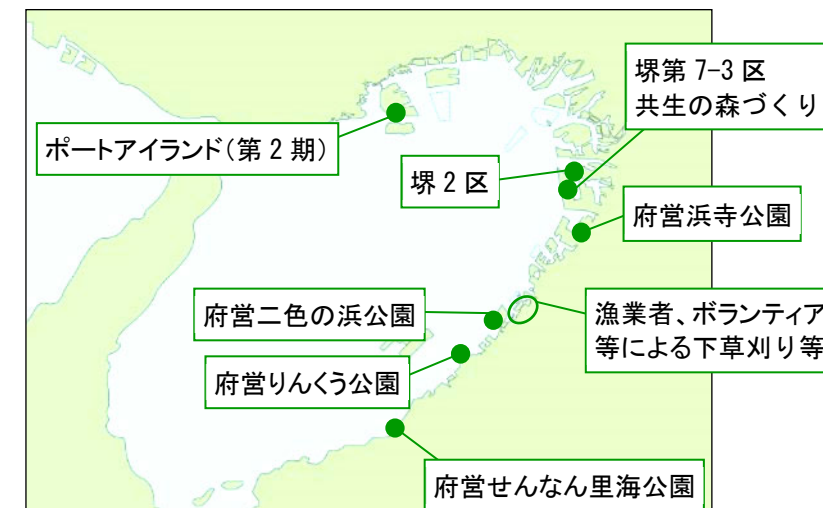 堺第 7-3 区
共生の森づくり
ポートアイランド(第 2 期)
堺 2 区
府営浜寺公園
府営二色の浜公園
漁業者、ボランティア
等による下草刈り等
府営りんくう公園
府営せんなん里海公園